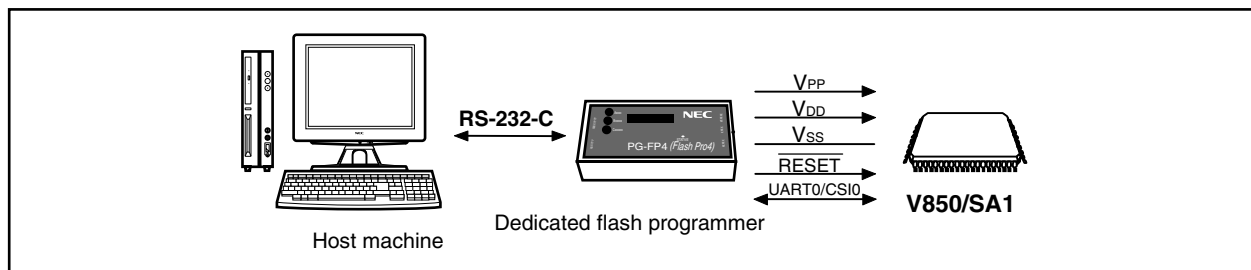 RS-232-C
NEC
NEC
PG-FP4 (Flash Pro4)
VPP
VDD
VSS
RESET
UART0/CSI0
V850/SA1
Dedicated flash programmer
Host machine